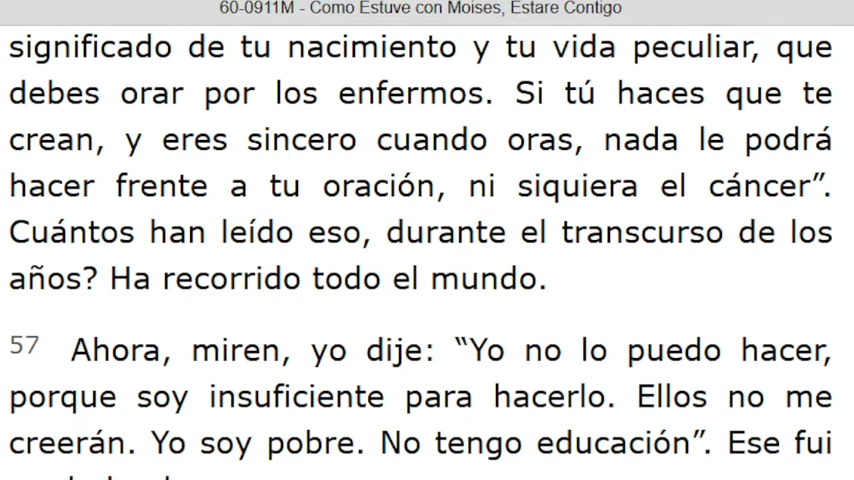 60-0911M - Como Estuve con Moises, Estare Contigo
significado de tu nacimiento y tu vida peculiar, que
debes orar por los enfermos. Si tú haces que te
crean, y eres sincero cuando oras, nada le podrá
hacer frente a tu oración, ni siquiera el cáncer”.
Cuántos han leído eso, durante el transcurso de los
años? Ha recorrido todo el mundo.
57 Ahora, miren, yo dije: “Yo no lo puedo hacer,
porque soy insuficiente para hacerlo. Ellos no me
creerán. Yo soy pobre. No tengo educación”. Ese fui